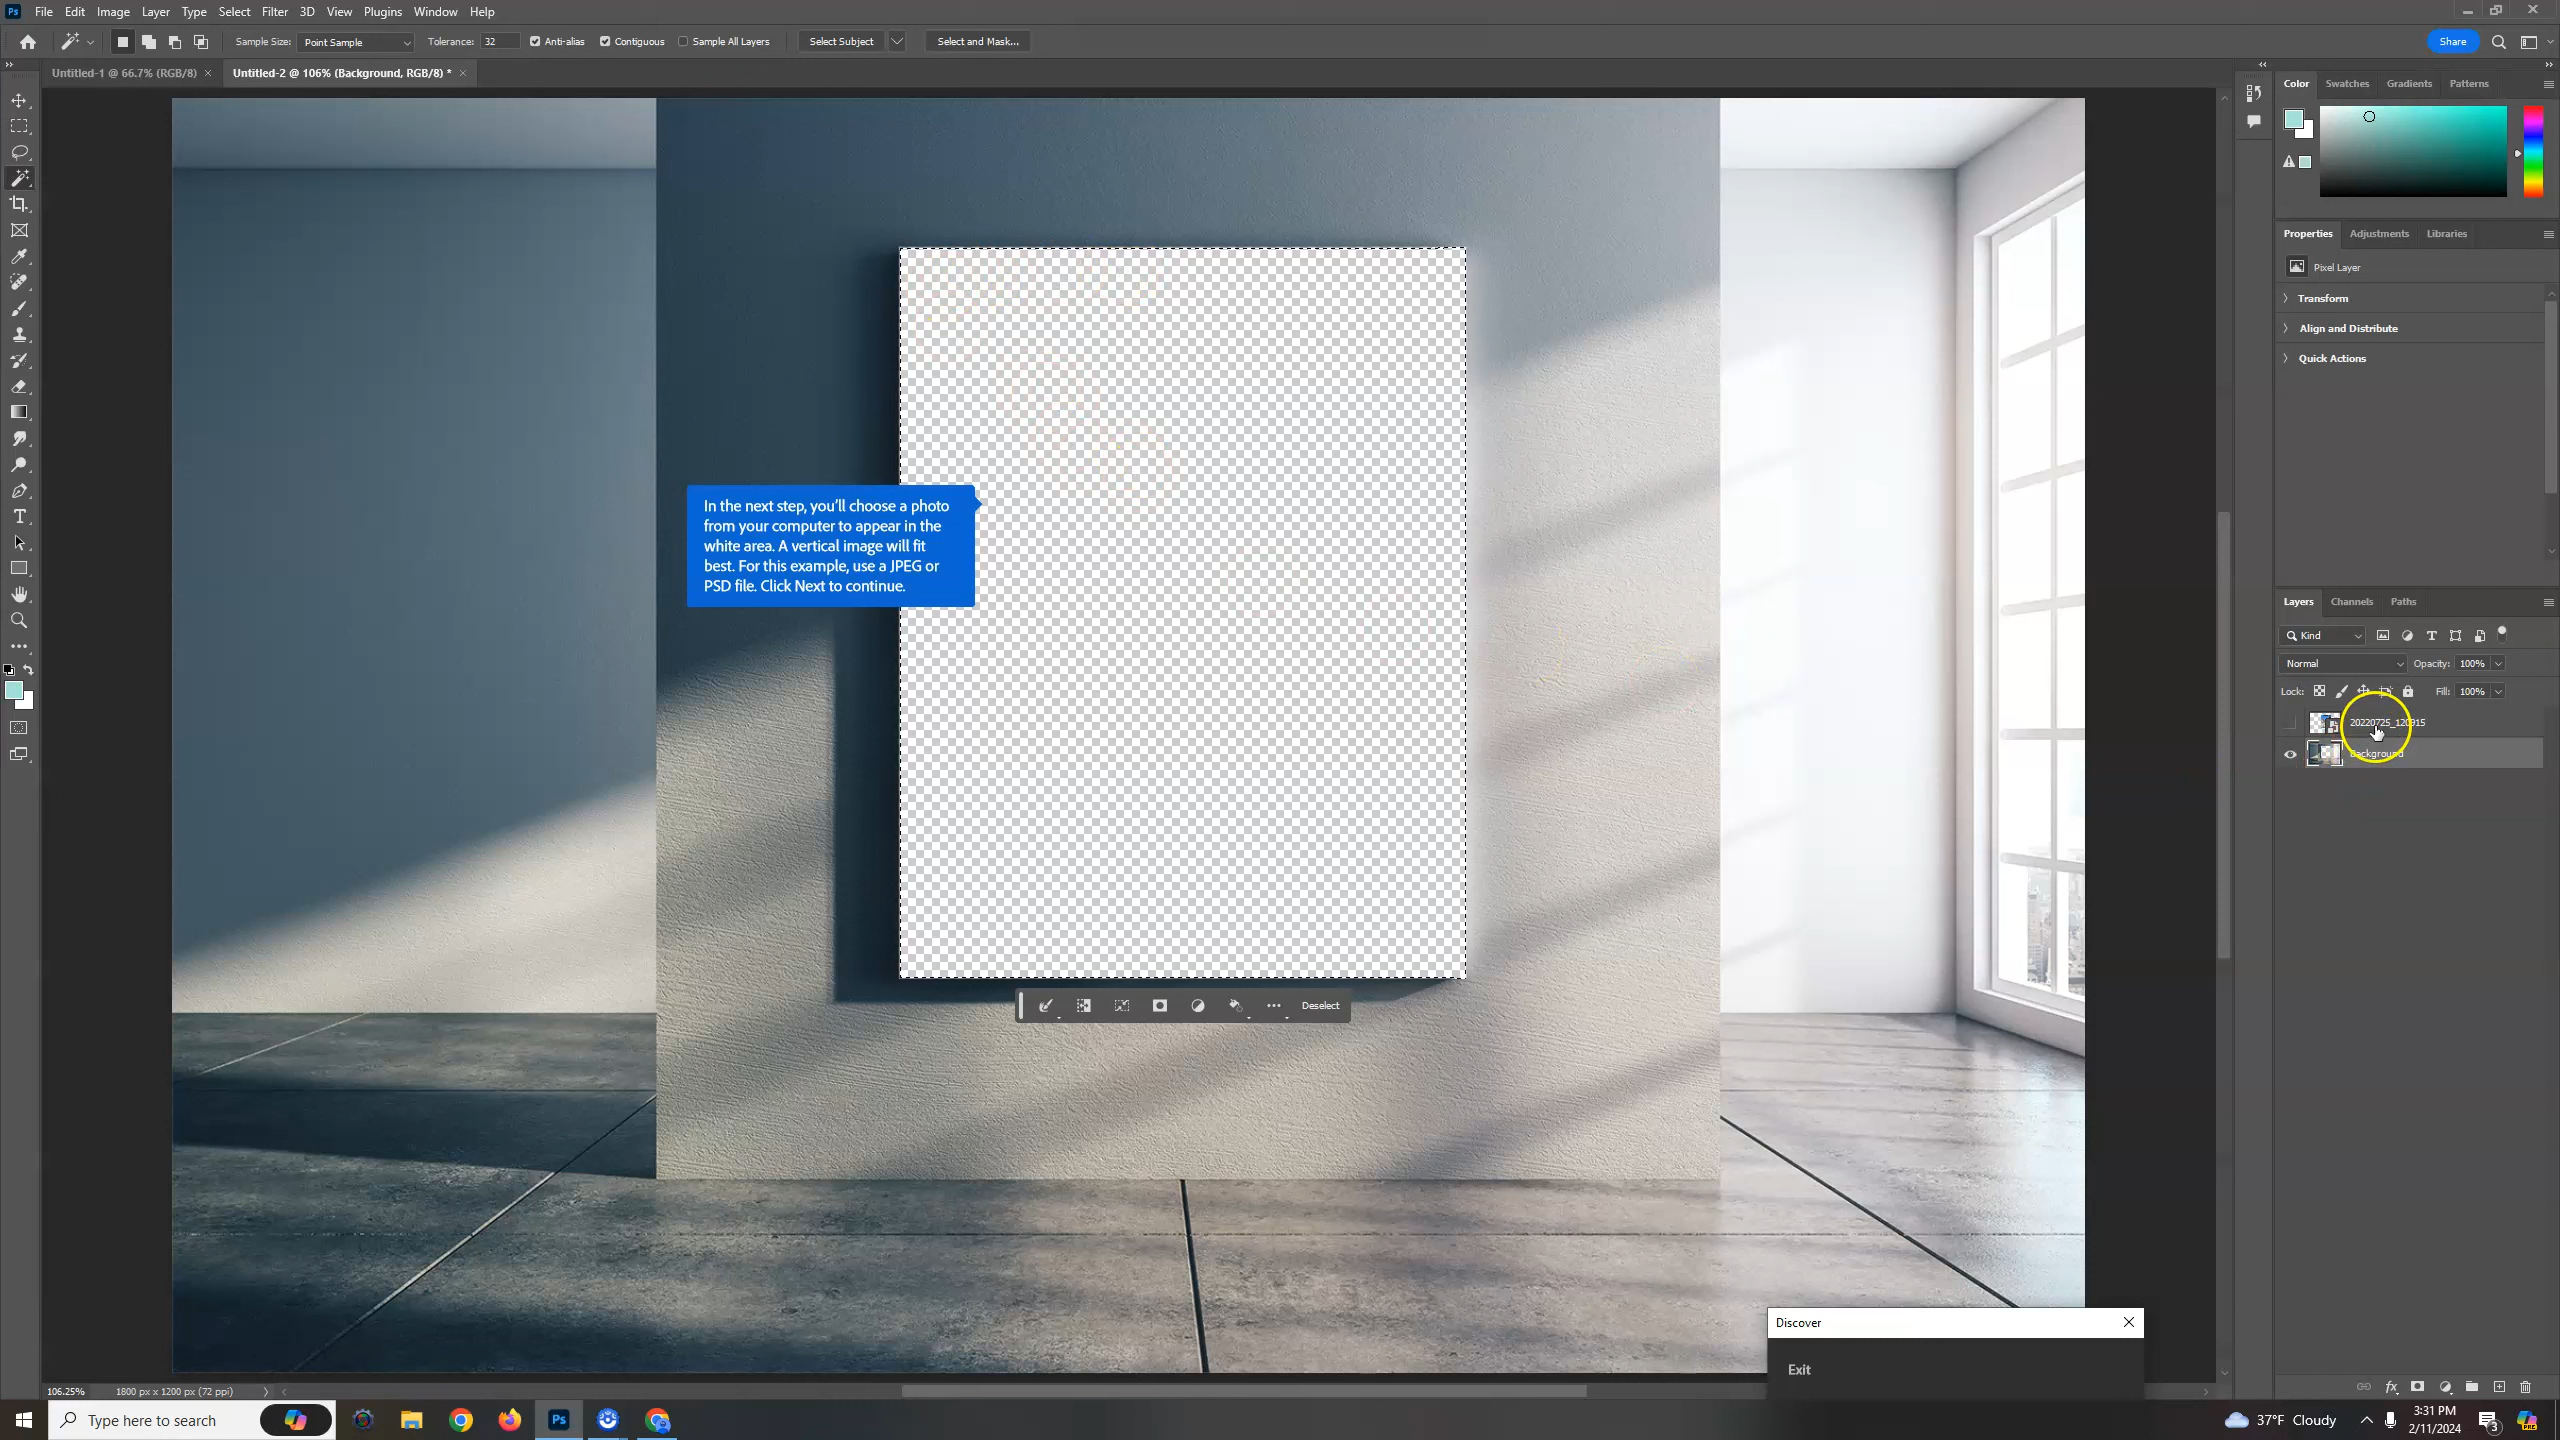 Ps File Edit Image Layer Type Select Filter 3D View Plugins Window Help
Sample Size: Point Sample Tolerance: 32 Anti-alias Contiguous Sample All Layers Select Subject Select and Mask... Share
Untitled-1 @ 66.7% (RGB/8) × Untitled-2 @ 106% (Background, RGB/8) * ×
Color Swatches Gradients Patterns
Properties Adjustments Libraries
Pixel Layer
Transform
Align and Distribute
Quick Actions
In the next step, you’ll choose a photo
from your computer to appear in the
white area. A vertical image will fit
best. For this example, use a JPEG or
PSD file. Click Next to continue.
Layers Channels Paths
Kind
Normal Opacity: 100%
Lock: Fill: 100%
20220725_120915
Background
Deselect
Discover
Exit
106.25% 1800 px x 1200 px (72 ppi)
Type here to search
Ps
37°F Cloudy
3:31 PM
2/11/2024
3